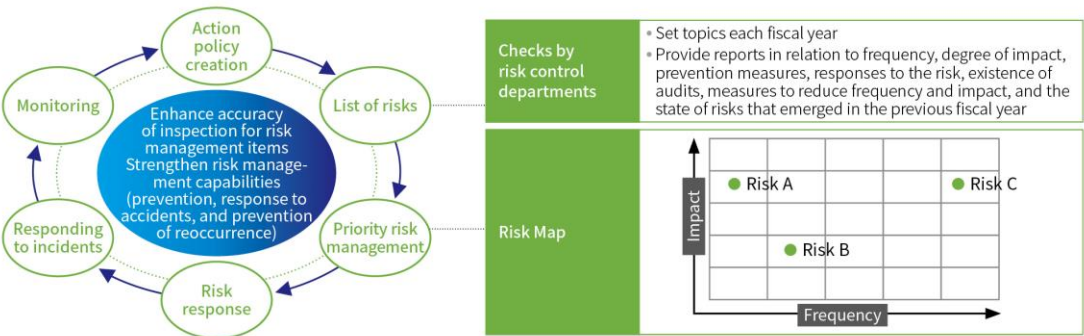 Action
policy
creation
List of risks
Priority risk
management
Risk
response
Responding
to incidents
Monitoring
Enhance accuracy
of inspection for risk
management items
Strengthen risk manage-
ment capabilities
(prevention, response to
accidents, and prevention
of reoccurrence)
Checks by
risk control
departments
• Set topics each fiscal year
• Provide reports in relation to frequency, degree of impact,
prevention measures, responses to the risk, existence of
audits, measures to reduce frequency and impact, and the
state of risks that emerged in the previous fiscal year
Risk Map
Impact
Risk A
Risk C
Risk B
Frequency